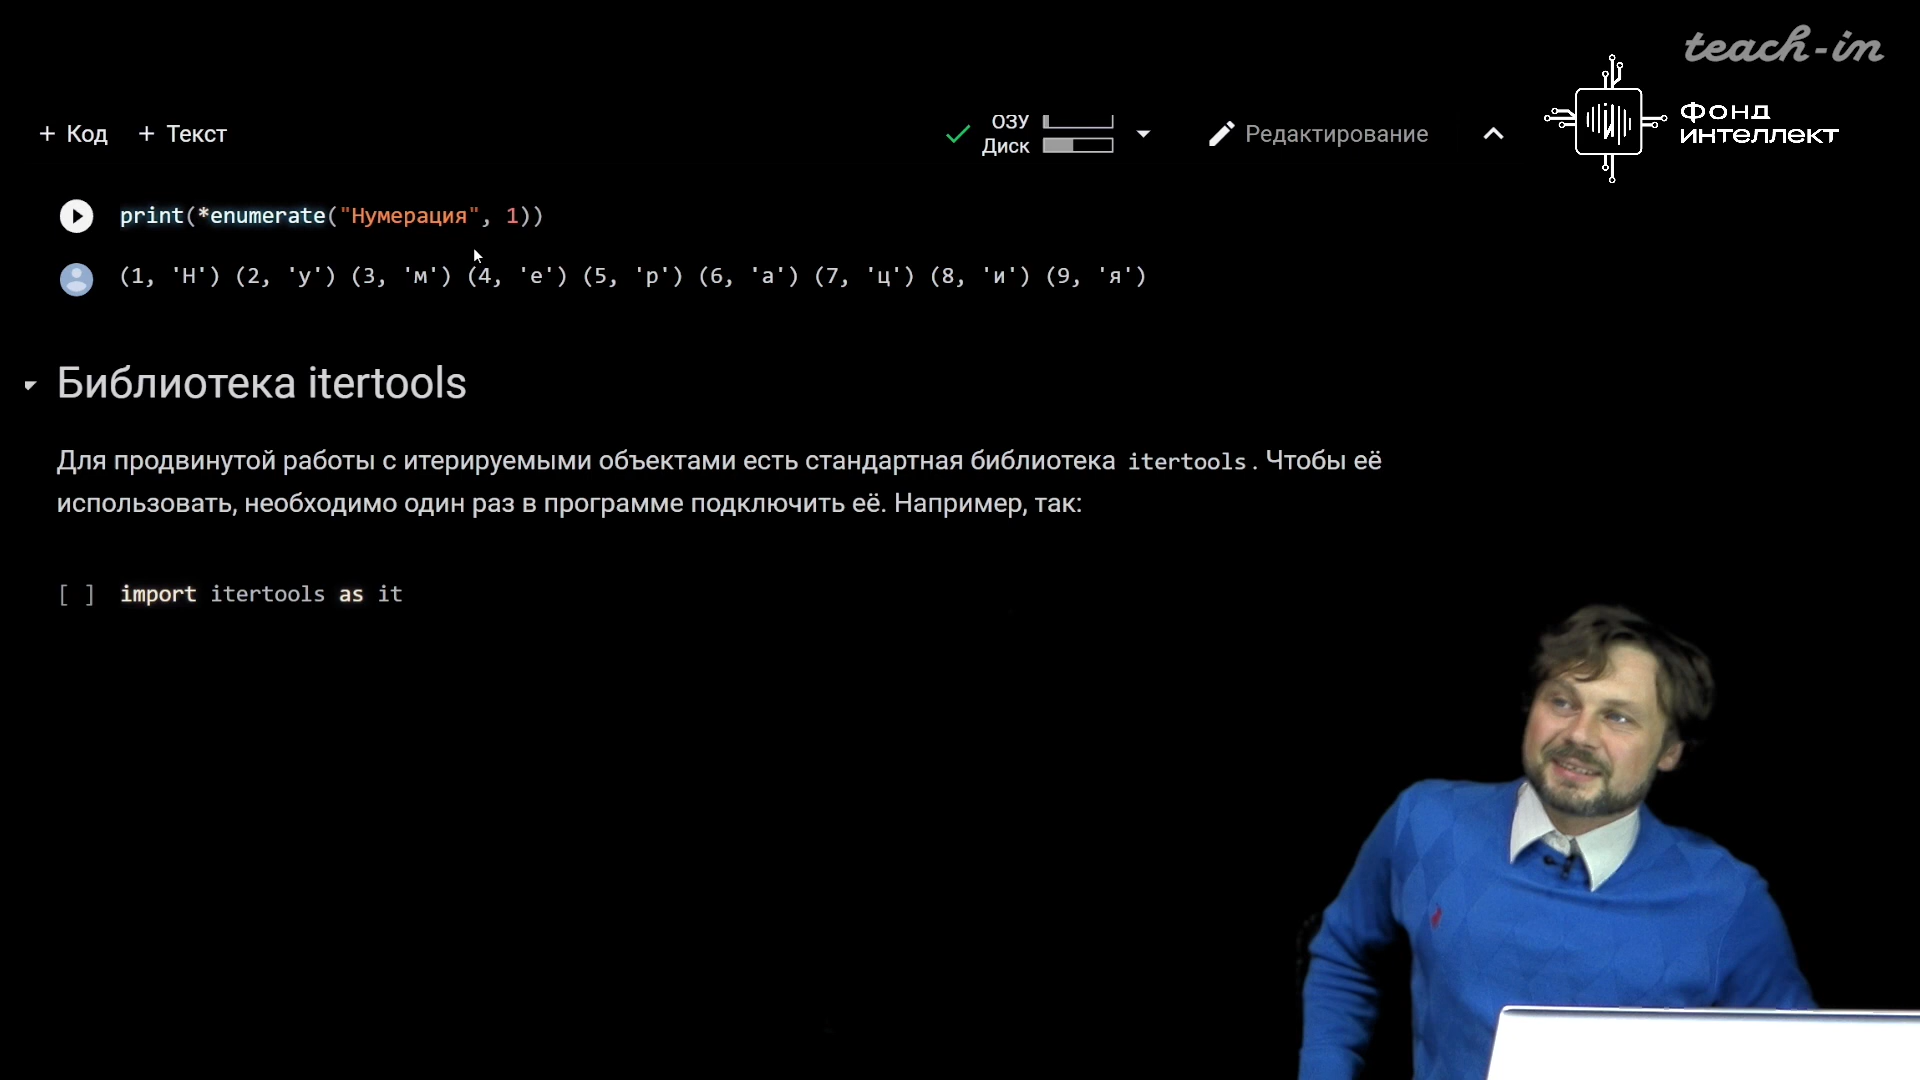 teach-in
Фонд
интеллект
+ Код + Текст
ОЗУ
Диск
Редактирование
print(*enumerate("Нумерация", 1))
(1, 'Н') (2, 'у') (3, 'м') (4, 'е') (5, 'р') (6, 'а') (7, 'ц') (8, 'и') (9, 'я')
Библиотека itertools
Для продвинутой работы с итерируемыми объектами есть стандартная библиотека itertools. Чтобы её
использовать, необходимо один раз в программе подключить её. Например, так:
[ ] import itertools as it